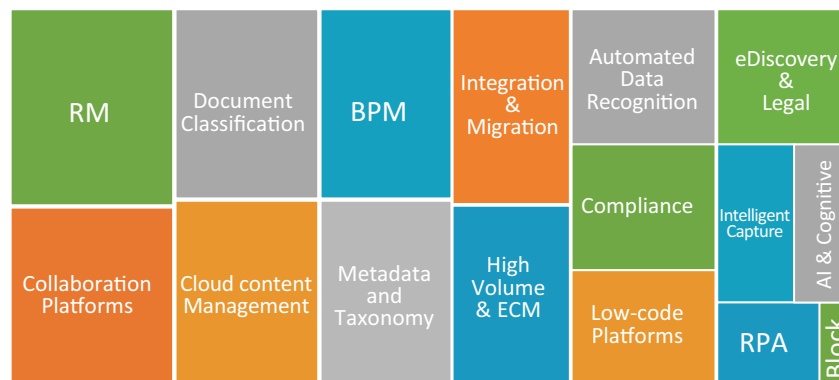 RM
Document
Classification
BPM
Integration
&
Migration
Automated
Data
Recognition
eDiscovery
&
Legal
Compliance
Intelligent
Capture
AI & Cognitive
Collaboration
Platforms
Cloud content
Management
Metadata
and
Taxonomy
High
Volume
& ECM
Low-code
Platforms
RPA
Block